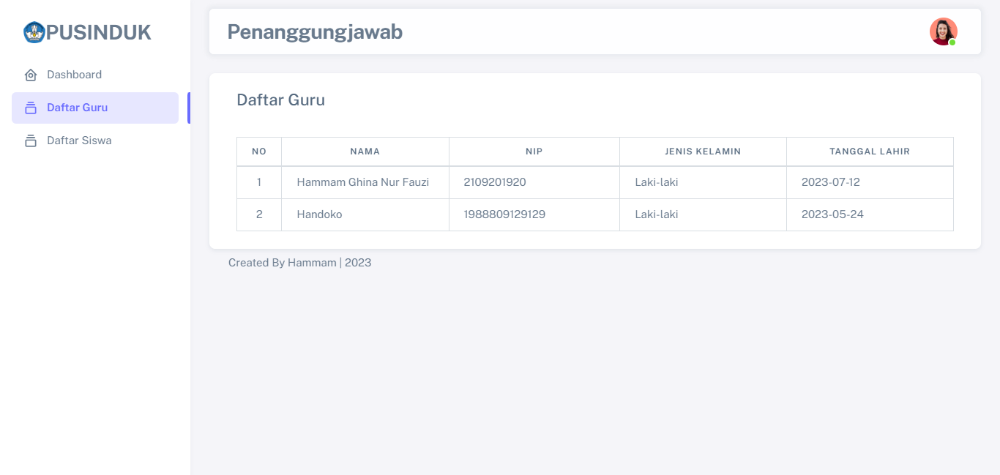 PUSINDUK
Dashboard
Daftar Guru
Daftar Siswa
Penanggungjawab
Daftar Guru
NO NAMA NIP JENIS KELAMIN TANGGAL LAHIR
1 Hammam Ghina Nur Fauzi 2109201920 Laki-laki 2023-07-12
2 Handoko 1988809129129 Laki-laki 2023-05-24
Created By Hammam | 2023